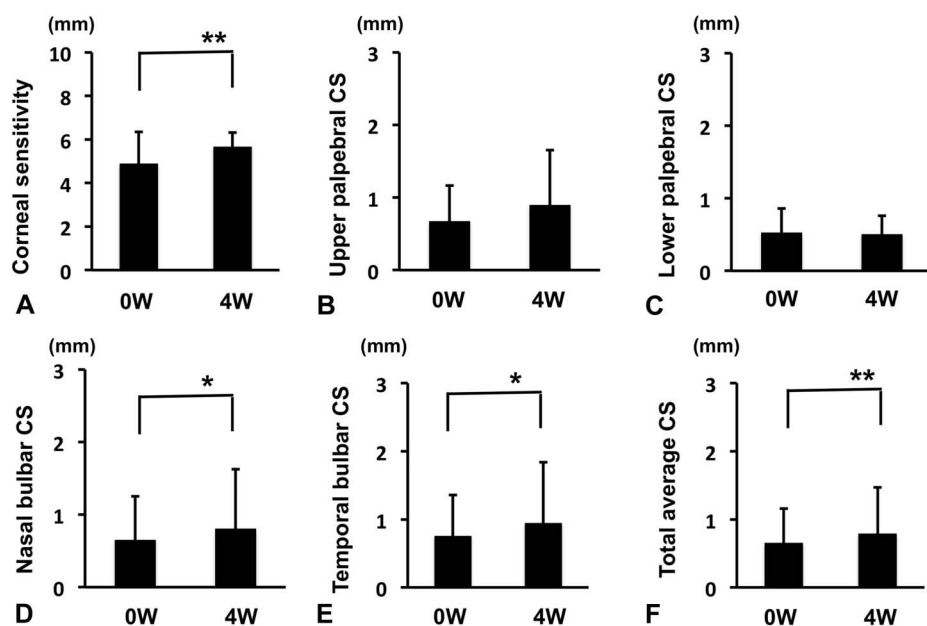 (mm)
**
10
8
6
4
2
0
Corneal sensitivity
0W 4W
A
(mm)
3
2
1
0
Upper palpebral CS
0W 4W
B
(mm)
3
2
1
0
Lower palpebral CS
0W 4W
C
(mm)
*
3
2
1
0
Nasal bulbar CS
0W 4W
D
(mm)
*
3
2
1
0
Temporal bulbar CS
0W 4W
E
(mm)
**
3
2
1
0
Total average CS
0W 4W
F